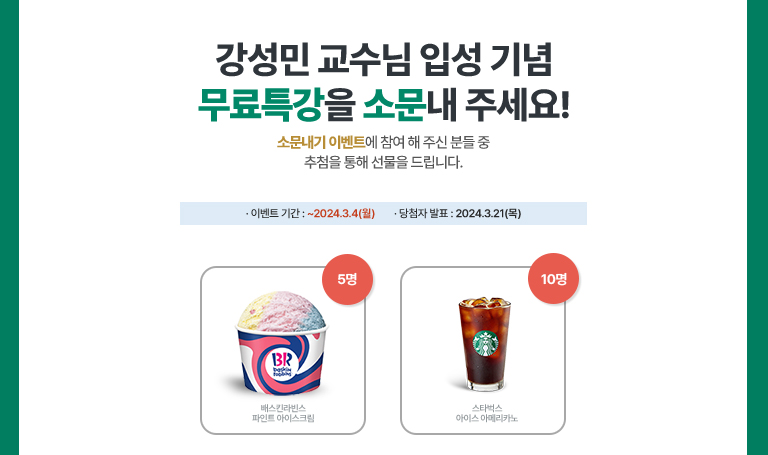 강성민 교수님 입성 기념
무료특강을 소문내 주세요!
소문내기 이벤트에 참여 해 주신 분들 중
추첨을 통해 선물을 드립니다.
· 이벤트 기간 : ~2024.3.4(월) · 당첨자 발표 : 2024.3.21(목)
5명
10명
BR
baskin
robbins
배스킨라빈스
파인트 아이스크림
스타벅스
아이스 아메리카노